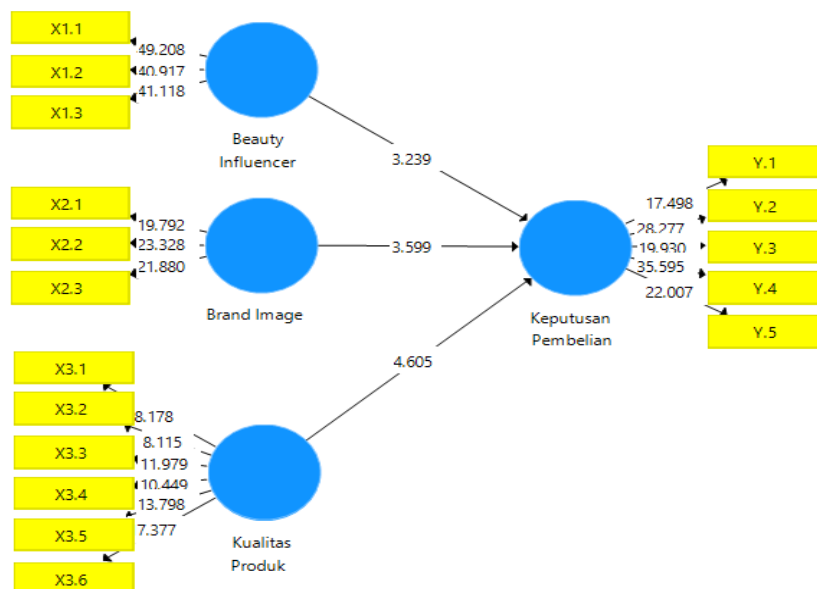 X1.1
X1.2
X1.3
49.208
40.917
41.118
Beauty
Influencer
3.239
X2.1
X2.2
X2.3
19.792
23.328
21.880
Brand Image
3.599
X3.1
X3.2
X3.3
X3.4
X3.5
X3.6
8.178
8.115
11.979
10.449
13.798
7.377
Kualitas
Produk
4.605
Keputusan
Pembelian
17.498
28.277
19.930
35.595
22.007
Y.1
Y.2
Y.3
Y.4
Y.5